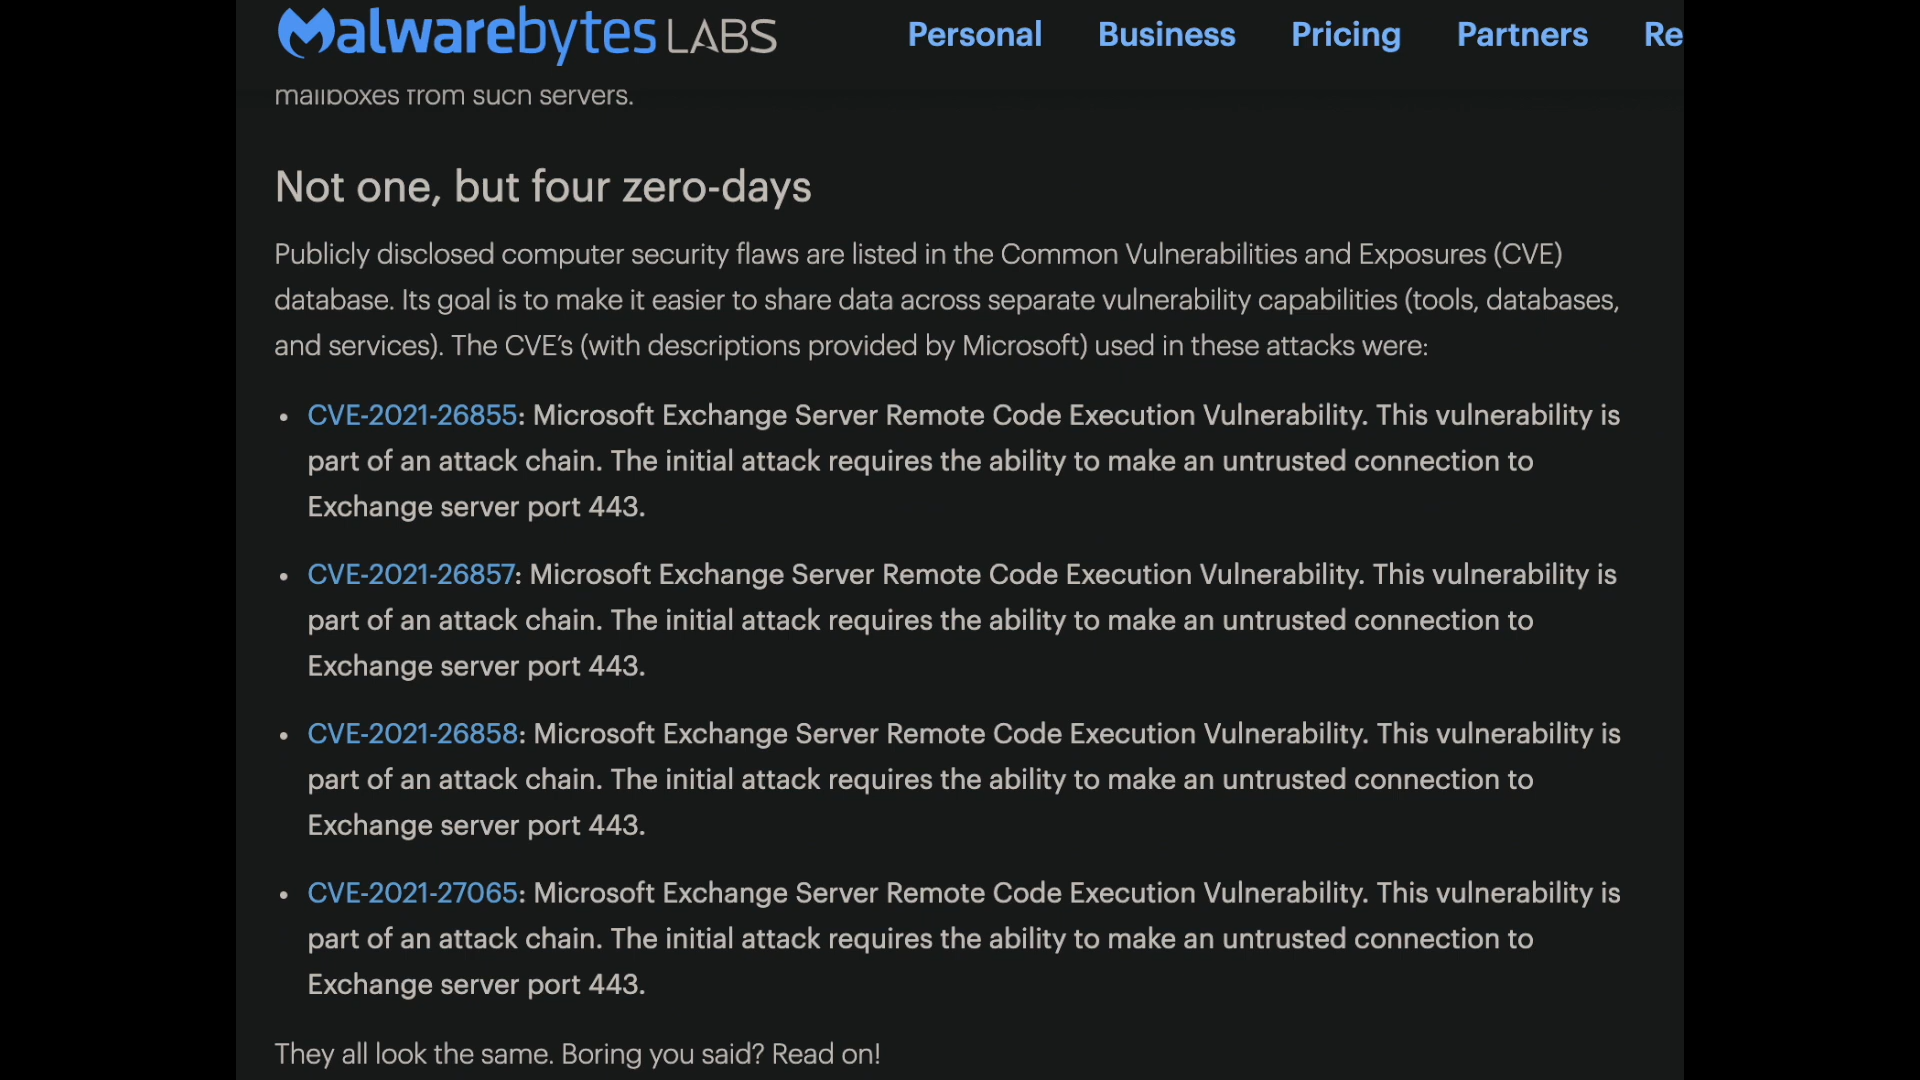 Malwarebytes LABS
Personal Business Pricing Partners Re
mailboxes from such servers.
Not one, but four zero-days
Publicly disclosed computer security flaws are listed in the Common Vulnerabilities and Exposures (CVE)
database. Its goal is to make it easier to share data across separate vulnerability capabilities (tools, databases,
and services). The CVE’s (with descriptions provided by Microsoft) used in these attacks were:
• CVE-2021-26855: Microsoft Exchange Server Remote Code Execution Vulnerability. This vulnerability is
part of an attack chain. The initial attack requires the ability to make an untrusted connection to
Exchange server port 443.
• CVE-2021-26857: Microsoft Exchange Server Remote Code Execution Vulnerability. This vulnerability is
part of an attack chain. The initial attack requires the ability to make an untrusted connection to
Exchange server port 443.
• CVE-2021-26858: Microsoft Exchange Server Remote Code Execution Vulnerability. This vulnerability is
part of an attack chain. The initial attack requires the ability to make an untrusted connection to
Exchange server port 443.
• CVE-2021-27065: Microsoft Exchange Server Remote Code Execution Vulnerability. This vulnerability is
part of an attack chain. The initial attack requires the ability to make an untrusted connection to
Exchange server port 443.
They all look the same. Boring you said? Read on!